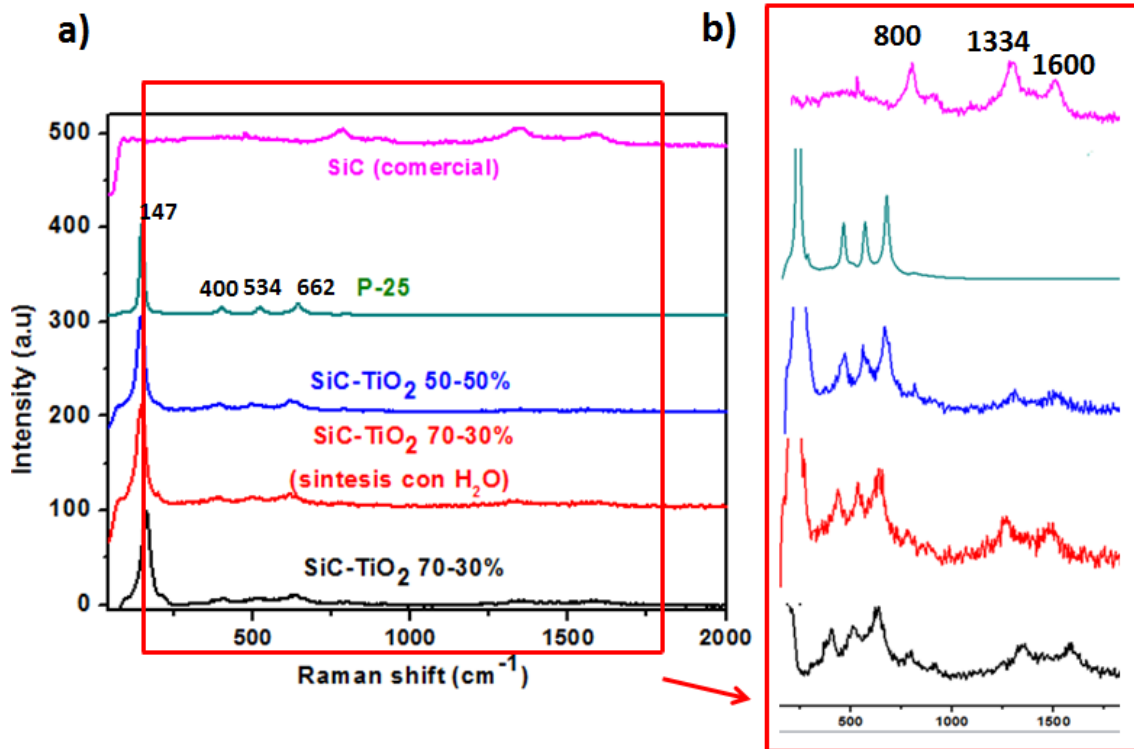 a)
500
400
300
200
100
0
Intensity (a.u)
SiC (comercial)
147
400 534 662 P-25
SiC-TiO₂ 50-50%
SiC-TiO₂ 70-30%
(sintesis con H₂O)
SiC-TiO₂ 70-30%
500 1000 1500 2000
Raman shift (cm⁻¹)
b)
800 1334 1600
500 1000 1500